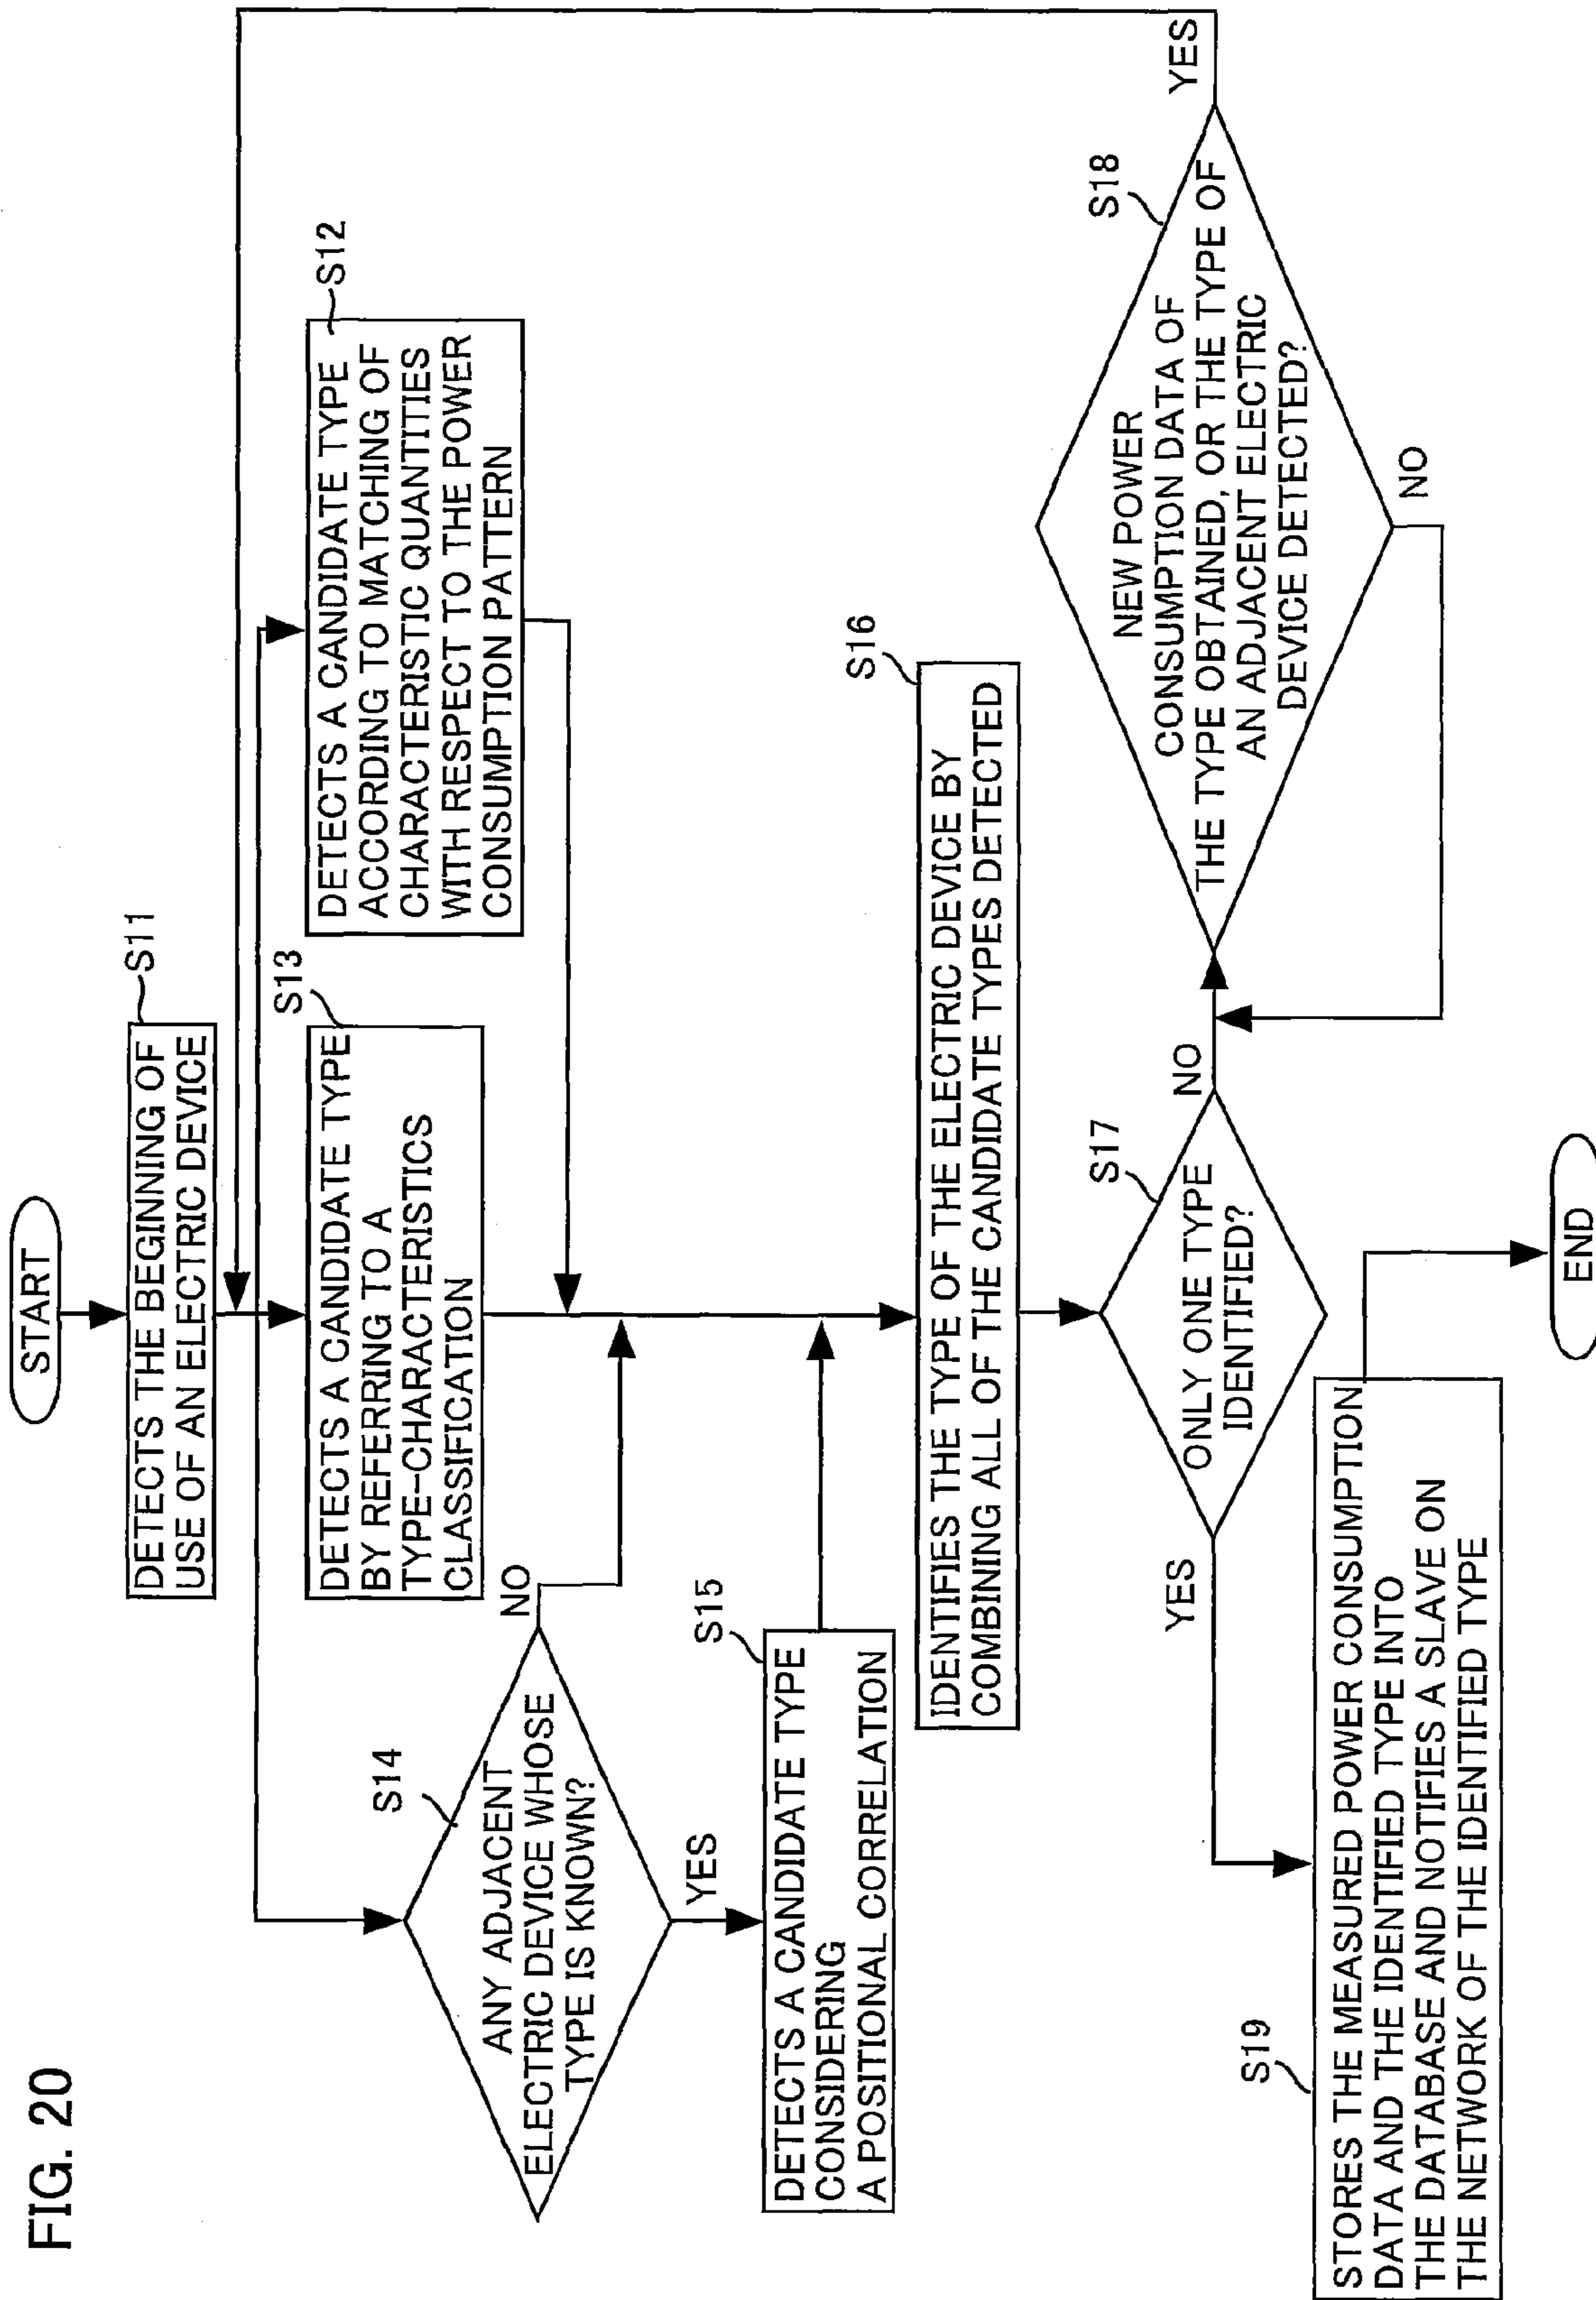 FIG. 20
START
S11
DETECTS THE BEGINNING OF
USE OF AN ELECTRIC DEVICE
S12
DETECTS A CANDIDATE TYPE
ACCORDING TO MATCHING OF
CHARACTERISTIC QUANTITIES
WITH RESPECT TO THE POWER
CONSUMPTION PATTERN
S13
DETECTS A CANDIDATE TYPE
BY REFERRING TO A
TYPE-CHARACTERISTICS
CLASSIFICATION
S14
ANY ADJACENT
ELECTRIC DEVICE WHOSE
TYPE IS KNOWN?
NO
YES
S15
DETECTS A CANDIDATE TYPE
CONSIDERING
A POSITIONAL CORRELATION
S16
IDENTIFIES THE TYPE OF THE ELECTRIC DEVICE BY
COMBINING ALL OF THE CANDIDATE TYPES DETECTED
S17
ONLY ONE TYPE
IDENTIFIED?
NO
YES
S18
NEW POWER
CONSUMPTION DATA OF
THE TYPE OBTAINED, OR THE TYPE OF
AN ADJACENT ELECTRIC
DEVICE DETECTED?
YES
NO
S19
STORES THE MEASURED POWER CONSUMPTION
DATA AND THE IDENTIFIED TYPE INTO
THE DATABASE AND NOTIFIES A SLAVE ON
THE NETWORK OF THE IDENTIFIED TYPE
END